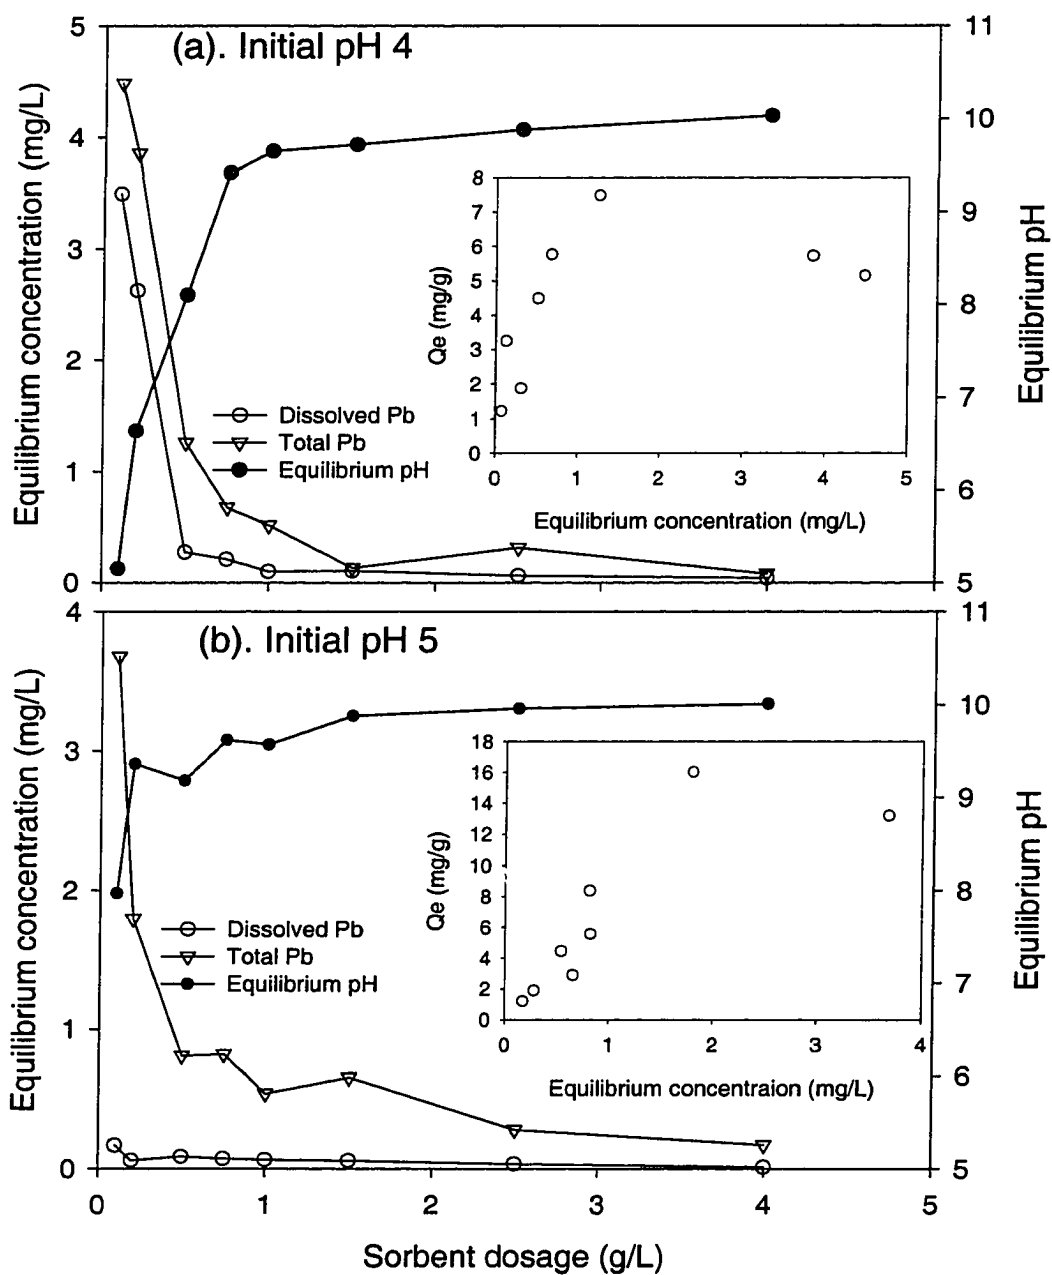 (a). Initial pH 4
Equilibrium concentration (mg/L)
5
4
3
2
1
0
11
10
9
8
7
6
5
Equilibrium pH
Dissolved Pb
Total Pb
Equilibrium pH
Qe (mg/g)
8
7
6
5
4
3
2
1
0
0 1 2 3 4 5
Equilibrium concentration (mg/L)
(b). Initial pH 5
Equilibrium concentration (mg/L)
4
3
2
1
0
11
10
9
8
7
6
5
Equilibrium pH
Dissolved Pb
Total Pb
Equilibrium pH
Qe (mg/g)
18
16
14
12
10
8
6
4
2
0
0 1 2 3 4
Equilibrium concentraion (mg/L)
0 1 2 3 4 5
Sorbent dosage (g/L)